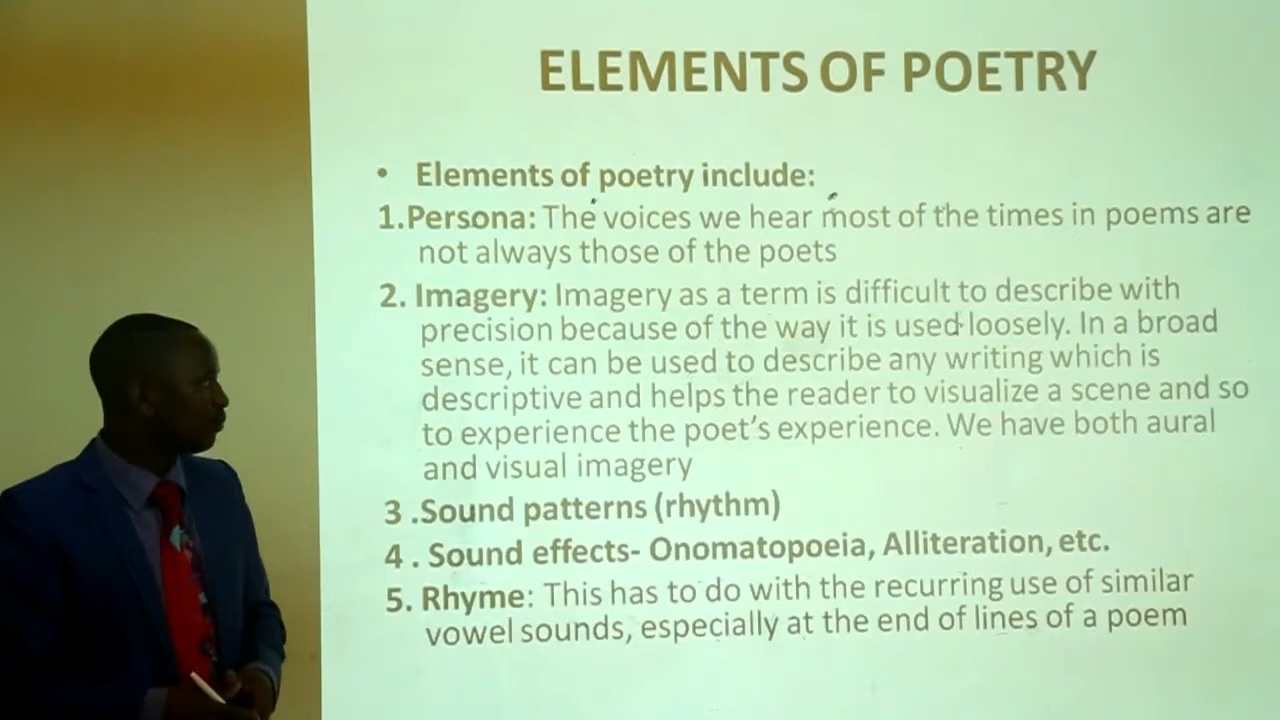 ELEMENTS OF POETRY
• Elements of poetry include:
1.Persona: The voices we hear most of the times in poems are
not always those of the poets
2. Imagery: Imagery as a term is difficult to describe with
precision because of the way it is used loosely. In a broad
sense, it can be used to describe any writing which is
descriptive and helps the reader to visualize a scene and so
to experience the poet's experience. We have both aural
and visual imagery
3 .Sound patterns (rhythm)
4 . Sound effects- Onomatopoeia, Alliteration, etc.
5. Rhyme: This has to do with the recurring use of similar
vowel sounds, especially at the end of lines of a poem